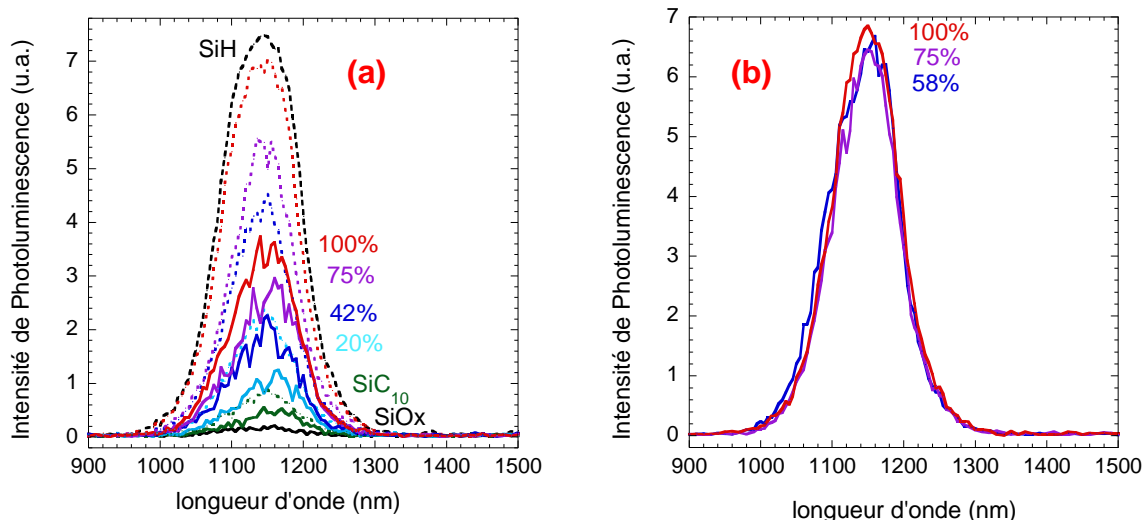 Intensité de Photoluminescence (u.a.)
7
6
5
4
3
2
1
0
SiH
(a)
100%
75%
42%
20%
SiC10
SiOx
900 1000 1100 1200 1300 1400 1500
longueur d'onde (nm)
Intensité de Photoluminescence (u.a.)
7
6
5
4
3
2
1
0
(b)
100%
75%
58%
900 1000 1100 1200 1300 1400 1500
longueur d'onde (nm)